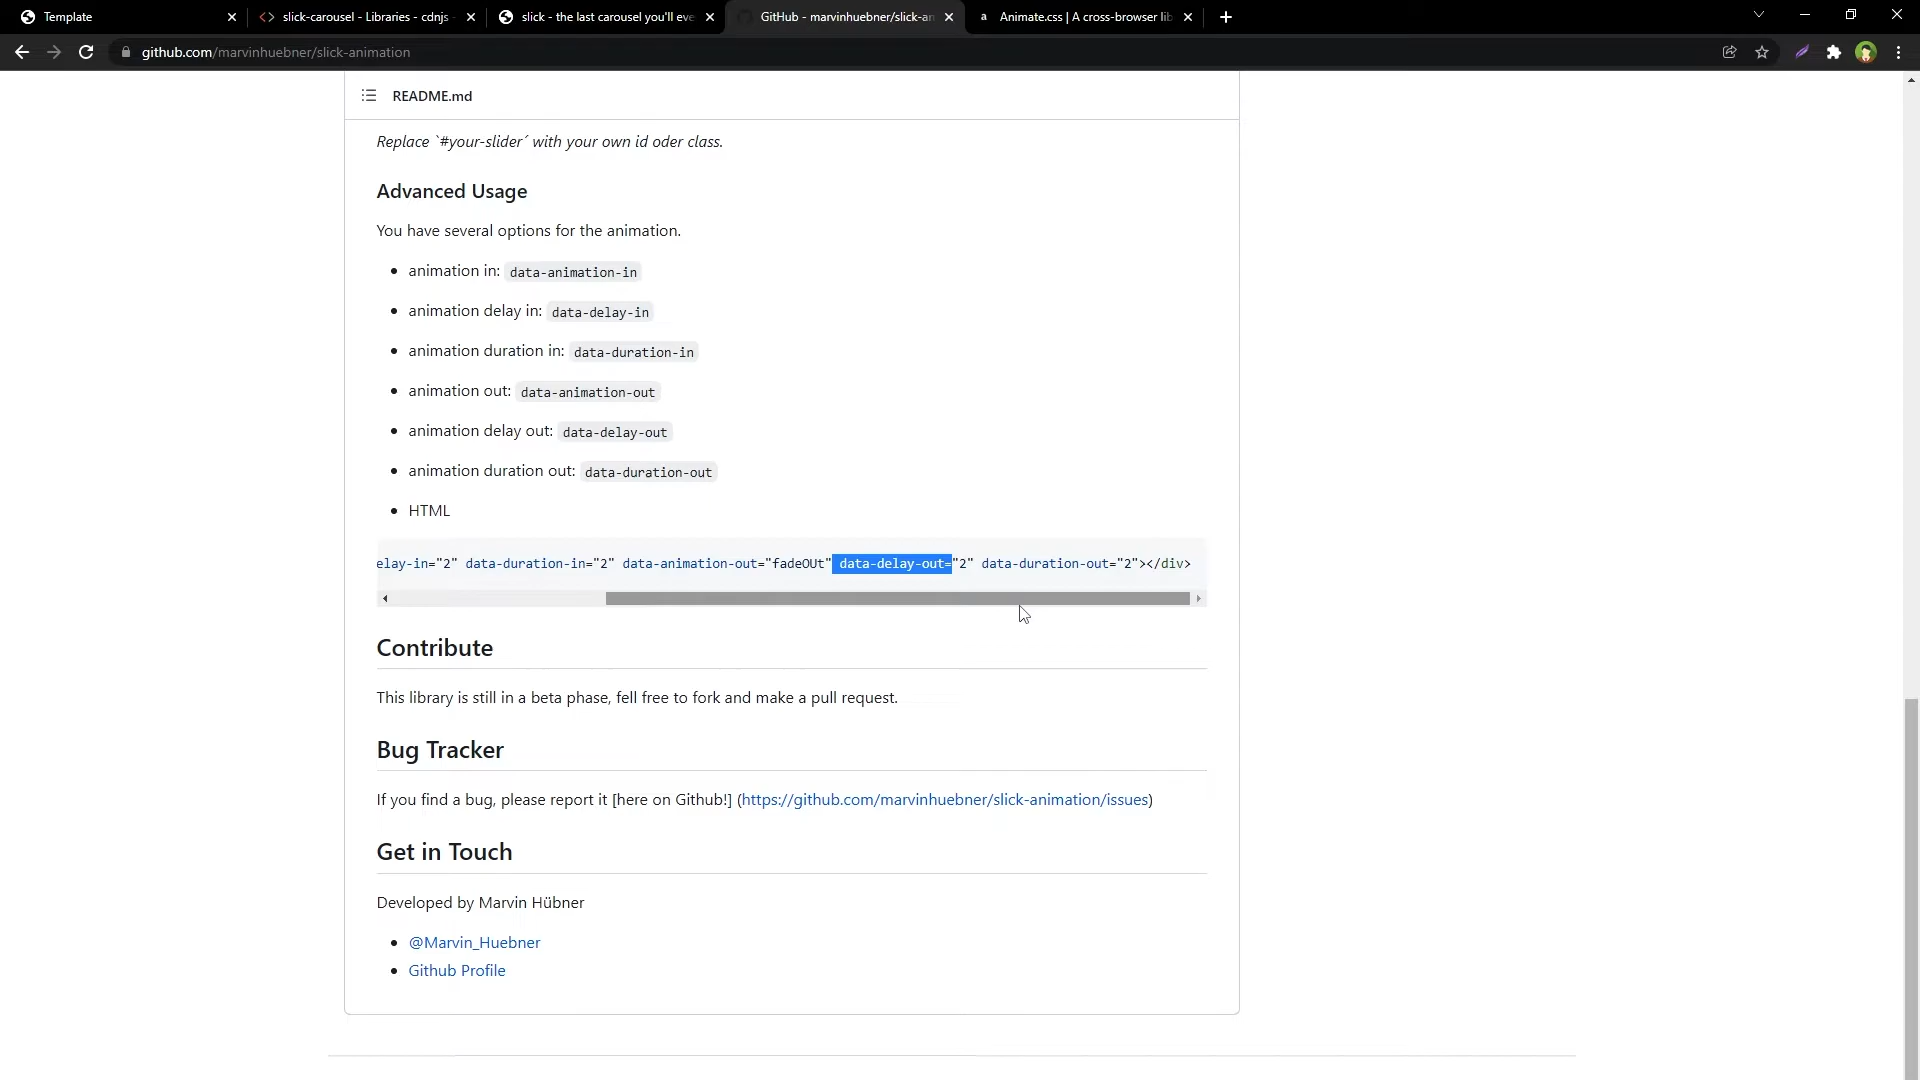 Template
slick-carousel - Libraries - cdnjs -
slick - the last carousel you'll eve
GitHub - marvinhuebner/slick-an
a Animate.css | A cross-browser lib
github.com/marvinhuebner/slick-animation
README.md
Replace `#your-slider´ with your own id oder class.
Advanced Usage
You have several options for the animation.
• animation in: data-animation-in
• animation delay in: data-delay-in
• animation duration in: data-duration-in
• animation out: data-animation-out
• animation delay out: data-delay-out
• animation duration out: data-duration-out
• HTML
elay-in="2" data-duration-in="2" data-animation-out="fadeOUt" data-delay-out="2" data-duration-out="2"></div>
Contribute
This library is still in a beta phase, fell free to fork and make a pull request.
Bug Tracker
If you find a bug, please report it [here on Github!] (https://github.com/marvinhuebner/slick-animation/issues)
Get in Touch
Developed by Marvin Hübner
• @Marvin_Huebner
• Github Profile